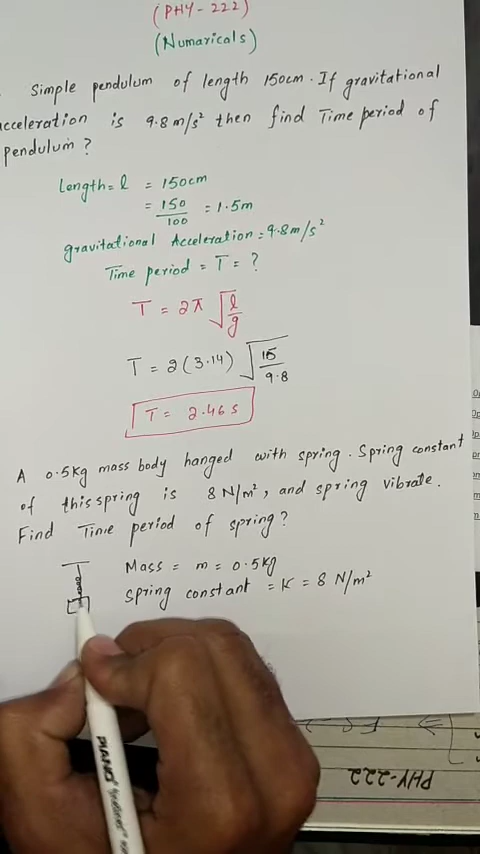 (PHY-222)
(Numaricals)
Simple pendulum of length 150cm. If gravitational
acceleration is 9.8 m/s² then find Time period of
pendulum?
Length = l = 150cm
= 150/100 = 1.5m
gravitational Acceleration = 9.8m/s²
Time period = T = ?
T = 2π √l/g
T = 2(3.14) √15/9.8
T = 2.46 s
A 0.5kg mass body hanged with spring. Spring constant
of this spring is 8 N/m², and spring vibrate.
Find Time period of spring?
Mass = m = 0.5kg
Spring constant = K = 8 N/m²
PIANO
PHY-222